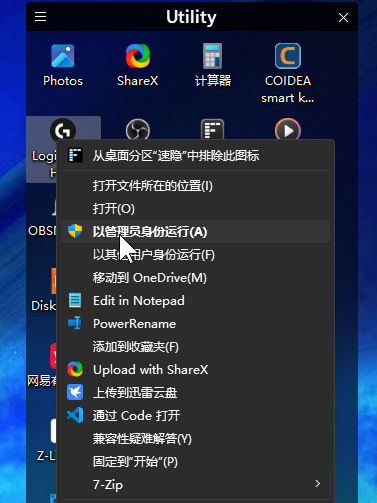 Utility
Photos
ShareX
计算器
COIDEA
smart k...
Logi
H
从桌面分区“速隐”中排除此图标
打开文件所在的位置(I)
打开(O)
以管理员身份运行(A)
OBS
以其他用户身份运行(F)
移动到 OneDrive(M)
Disk
Edit in Notepad
PowerRename
添加到收藏夹(F)
Upload with ShareX
网易有
上传到迅雷云盘
通过 Code 打开
兼容性疑难解答(Y)
Z-L
固定到“开始”(P)
7-Zip